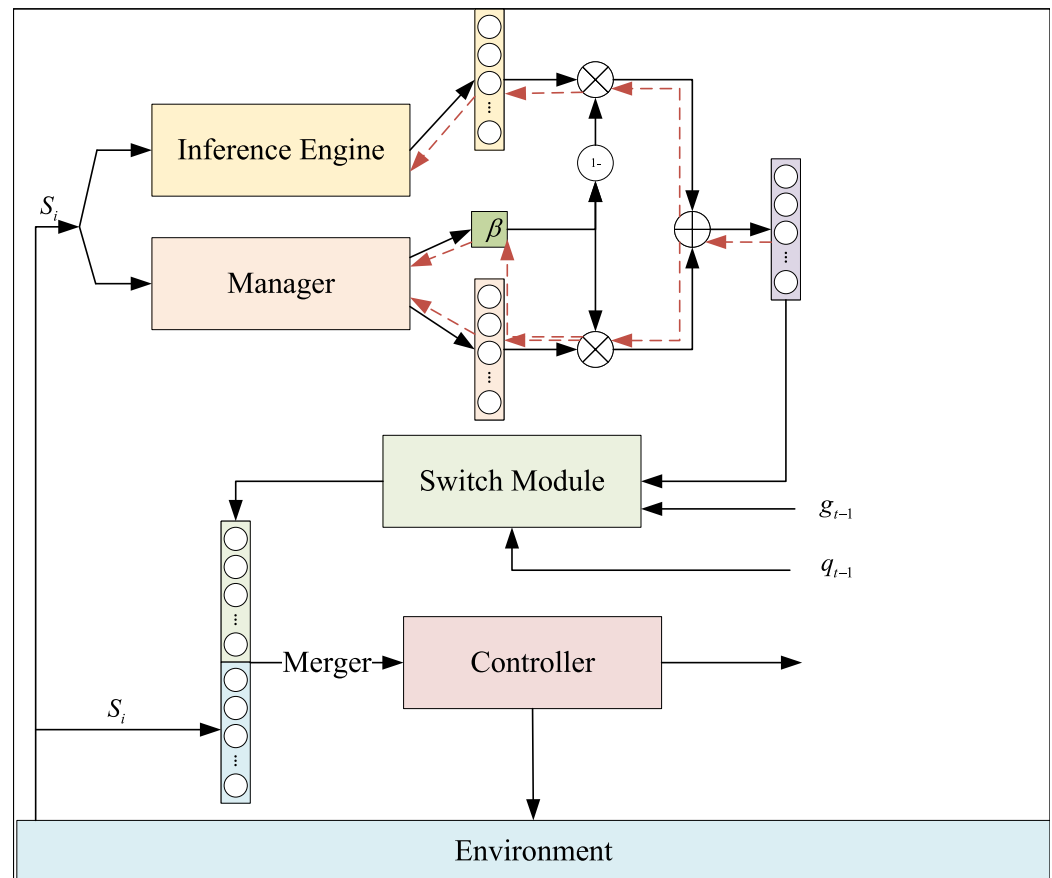 Inference Engine
1-
S_i
β
Manager
Switch Module
g_{t-1}
q_{t-1}
Merger
Controller
S_i
Environment